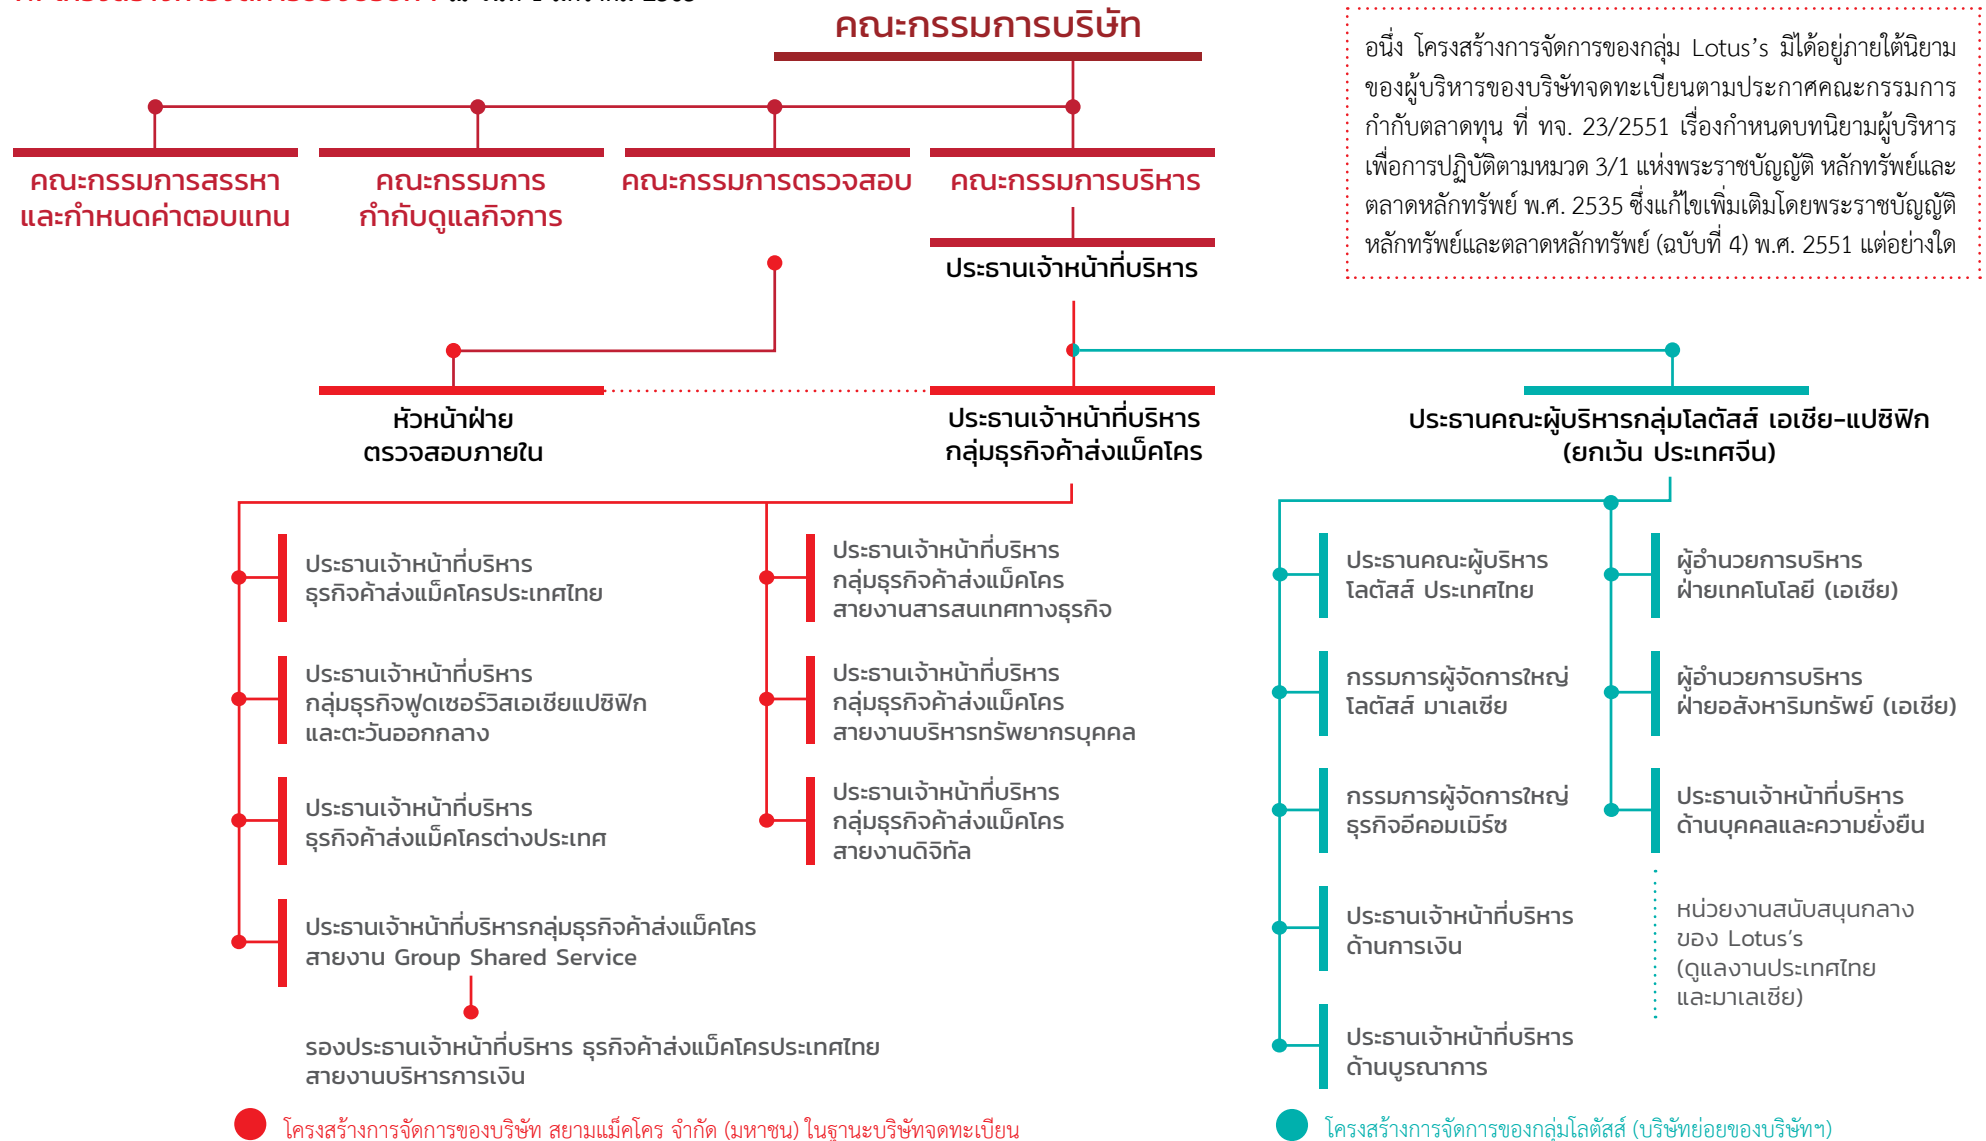 คณะกรรมการบริษัท
อนึ่ง โครงสร้างการจัดการของกลุ่ม Lotus's มิได้อยู่ภายใต้นิยาม
ของผู้บริหารของบริษัทจดทะเบียนตามประกาศคณะกรรมการ
กำกับตลาดทุน ที่ ทจ. 23/2551 เรื่องกำหนดบทนิยามผู้บริหาร
เพื่อการปฏิบัติตามหมวด 3/1 แห่งพระราชบัญญัติ หลักทรัพย์และ
ตลาดหลักทรัพย์ พ.ศ. 2535 ซึ่งแก้ไขเพิ่มเติมโดยพระราชบัญญัติ
หลักทรัพย์และตลาดหลักทรัพย์ (ฉบับที่ 4) พ.ศ. 2551 แต่อย่างใด
คณะกรรมการสรรหา
และกำหนดค่าตอบแทน
คณะกรรมการ
กำกับดูแลกิจการ
คณะกรรมการตรวจสอบ
คณะกรรมการบริหาร
ประธานเจ้าหน้าที่บริหาร
หัวหน้าฝ่าย
ตรวจสอบภายใน
ประธานเจ้าหน้าที่บริหาร
กลุ่มธุรกิจค้าส่งแม็คโคร
ประธานคณะผู้บริหารกลุ่มโลตัสส์ เอเชีย-แปซิฟิก
(ยกเว้น ประเทศจีน)
ประธานเจ้าหน้าที่บริหาร
ธุรกิจค้าส่งแม็คโครประเทศไทย
ประธานเจ้าหน้าที่บริหาร
กลุ่มธุรกิจฟูดเซอร์วิสเอเชียแปซิฟิก
และตะวันออกกลาง
ประธานเจ้าหน้าที่บริหาร
ธุรกิจค้าส่งแม็คโครต่างประเทศ
ประธานเจ้าหน้าที่บริหารกลุ่มธุรกิจค้าส่งแม็คโคร
สายงาน Group Shared Service
รองประธานเจ้าหน้าที่บริหาร ธุรกิจค้าส่งแม็คโครประเทศไทย
สายงานบริหารการเงิน
ประธานเจ้าหน้าที่บริหาร
กลุ่มธุรกิจค้าส่งแม็คโคร
สายงานสารสนเทศทางธุรกิจ
ประธานเจ้าหน้าที่บริหาร
กลุ่มธุรกิจค้าส่งแม็คโคร
สายงานบริหารทรัพยากรบุคคล
ประธานเจ้าหน้าที่บริหาร
กลุ่มธุรกิจค้าส่งแม็คโคร
สายงานดิจิทัล
ประธานคณะผู้บริหาร
โลตัสส์ ประเทศไทย
กรรมการผู้จัดการใหญ่
โลตัสส์ มาเลเซีย
กรรมการผู้จัดการใหญ่
ธุรกิจอีคอมเมิร์ซ
ประธานเจ้าหน้าที่บริหาร
ด้านการเงิน
ประธานเจ้าหน้าที่บริหาร
ด้านบูรณาการ
ผู้อำนวยการบริหาร
ฝ่ายเทคโนโลยี (เอเชีย)
ผู้อำนวยการบริหาร
ฝ่ายอสังหาริมทรัพย์ (เอเชีย)
ประธานเจ้าหน้าที่บริหาร
ด้านบุคคลและความยั่งยืน
หน่วยงานสนับสนุนกลาง
ของ Lotus's
(ดูแลงานประเทศไทย
และมาเลเซีย)
โครงสร้างการจัดการของบริษัท สยามแม็คโคร จำกัด (มหาชน) ในฐานะบริษัทจดทะเบียน
โครงสร้างการจัดการของกลุ่มโลตัสส์ (บริษัทย่อยของบริษัทฯ)